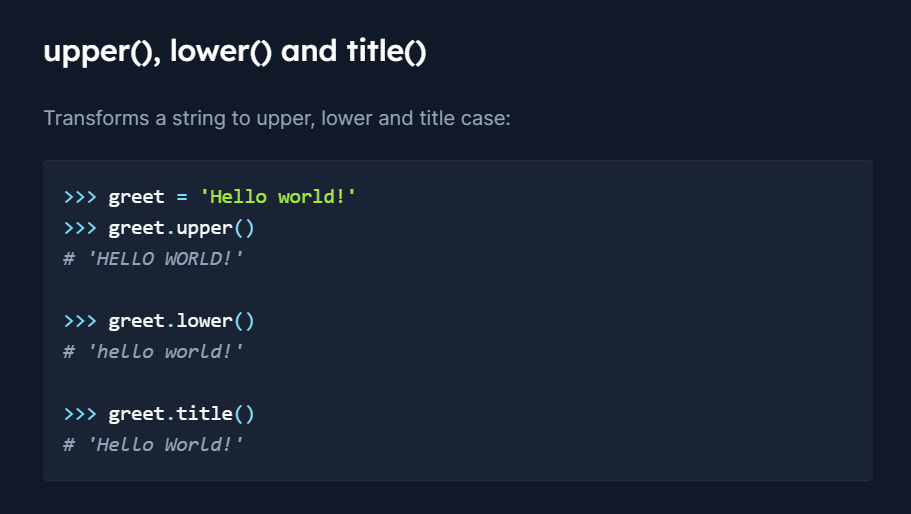 upper(), lower() and title()
Transforms a string to upper, lower and title case:
>>> greet = 'Hello world!'
>>> greet.upper()
# 'HELLO WORLD!'
>>> greet.lower()
# 'hello world!'
>>> greet.title()
# 'Hello World!'